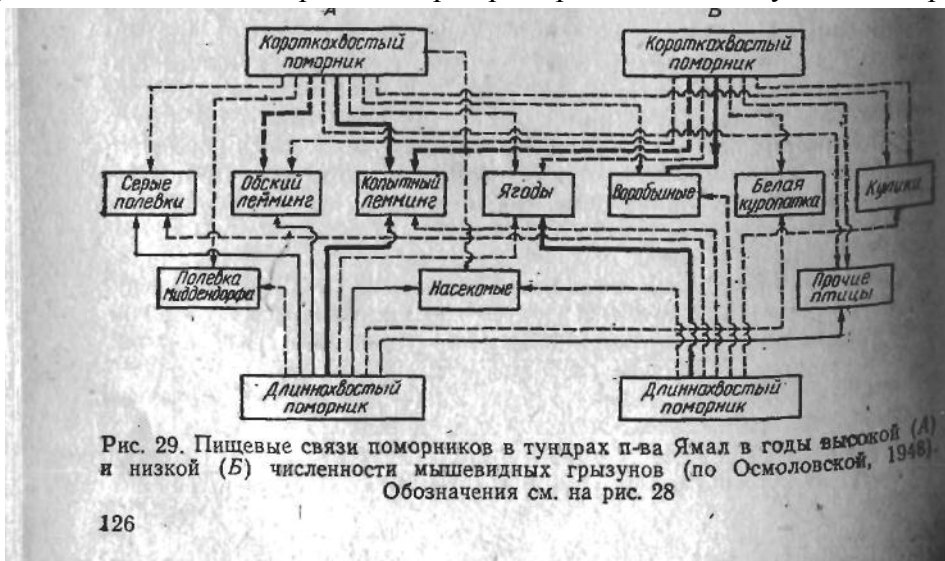 А
Б
Короткохвостый
поморник
Короткохвостый
поморник
Серые
полевки
Обский
лемминг
Копытный
лемминг
Ягоды
Воробьиные
Белая
куропатка
Кулики
Полевка
Миддендорфа
Насекомые
Прочие
птицы
Длиннохвостый
поморник
Длиннохвостый
поморник
Рис. 29. Пищевые связи поморников в тундрах п-ва Ямал в годы высокой (А)
и низкой (Б) численности мышевидных грызунов (по Осмоловской, 1948).
Обозначения см. на рис. 28
126